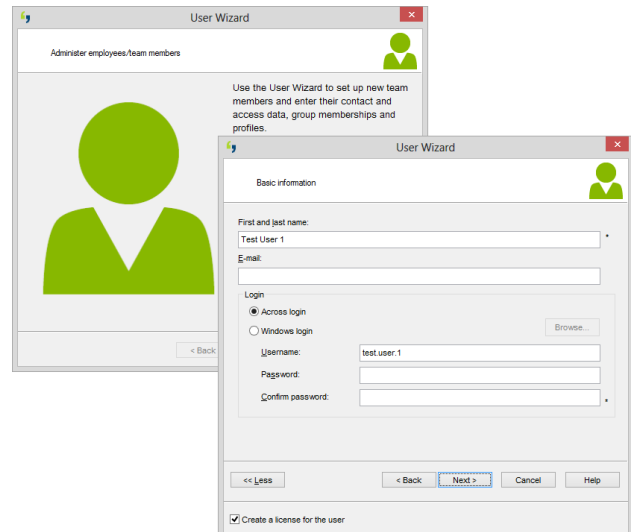 User Wizard
Administer employees/team members
Use the User Wizard to set up new team
members and enter their contact and
access data, group memberships and
profiles.
< Back
User Wizard
Basic information
First and last name:
Test User 1
*
E-mail:
Login
Across login
Windows login
Browse...
Username:
test.user.1
Password:
Confirm password:
*
<< Less
< Back
Next >
Cancel
Help
Create a license for the user